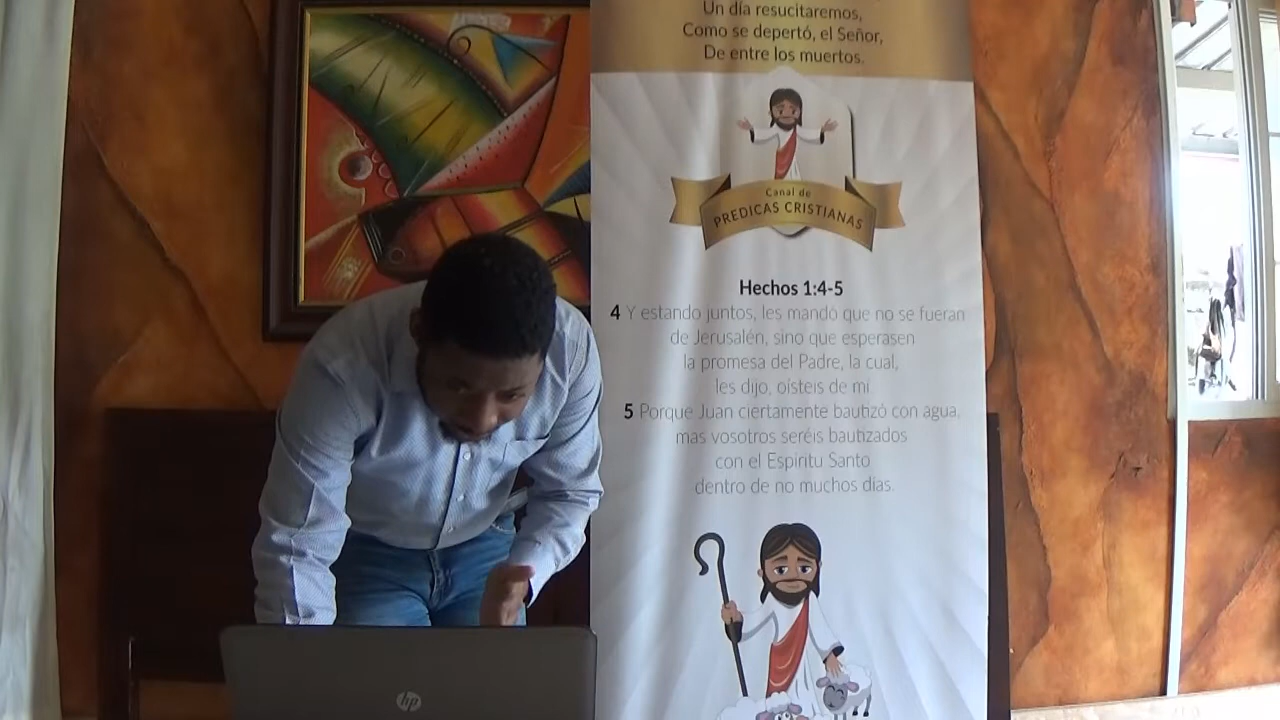 Un día resucitaremos,
Como se depertó, el Señor,
De entre los muertos.
Canal de
PREDICAS CRISTIANAS
Hechos 1:4-5
4 Y estando juntos, les mandó que no se fueran
de Jerusalén, sino que esperasen
la promesa del Padre, la cual,
les dijo, oísteis de mí.
5 Porque Juan ciertamente bautizó con agua,
mas vosotros seréis bautizados
con el Espíritu Santo
dentro de no muchos días.
hp